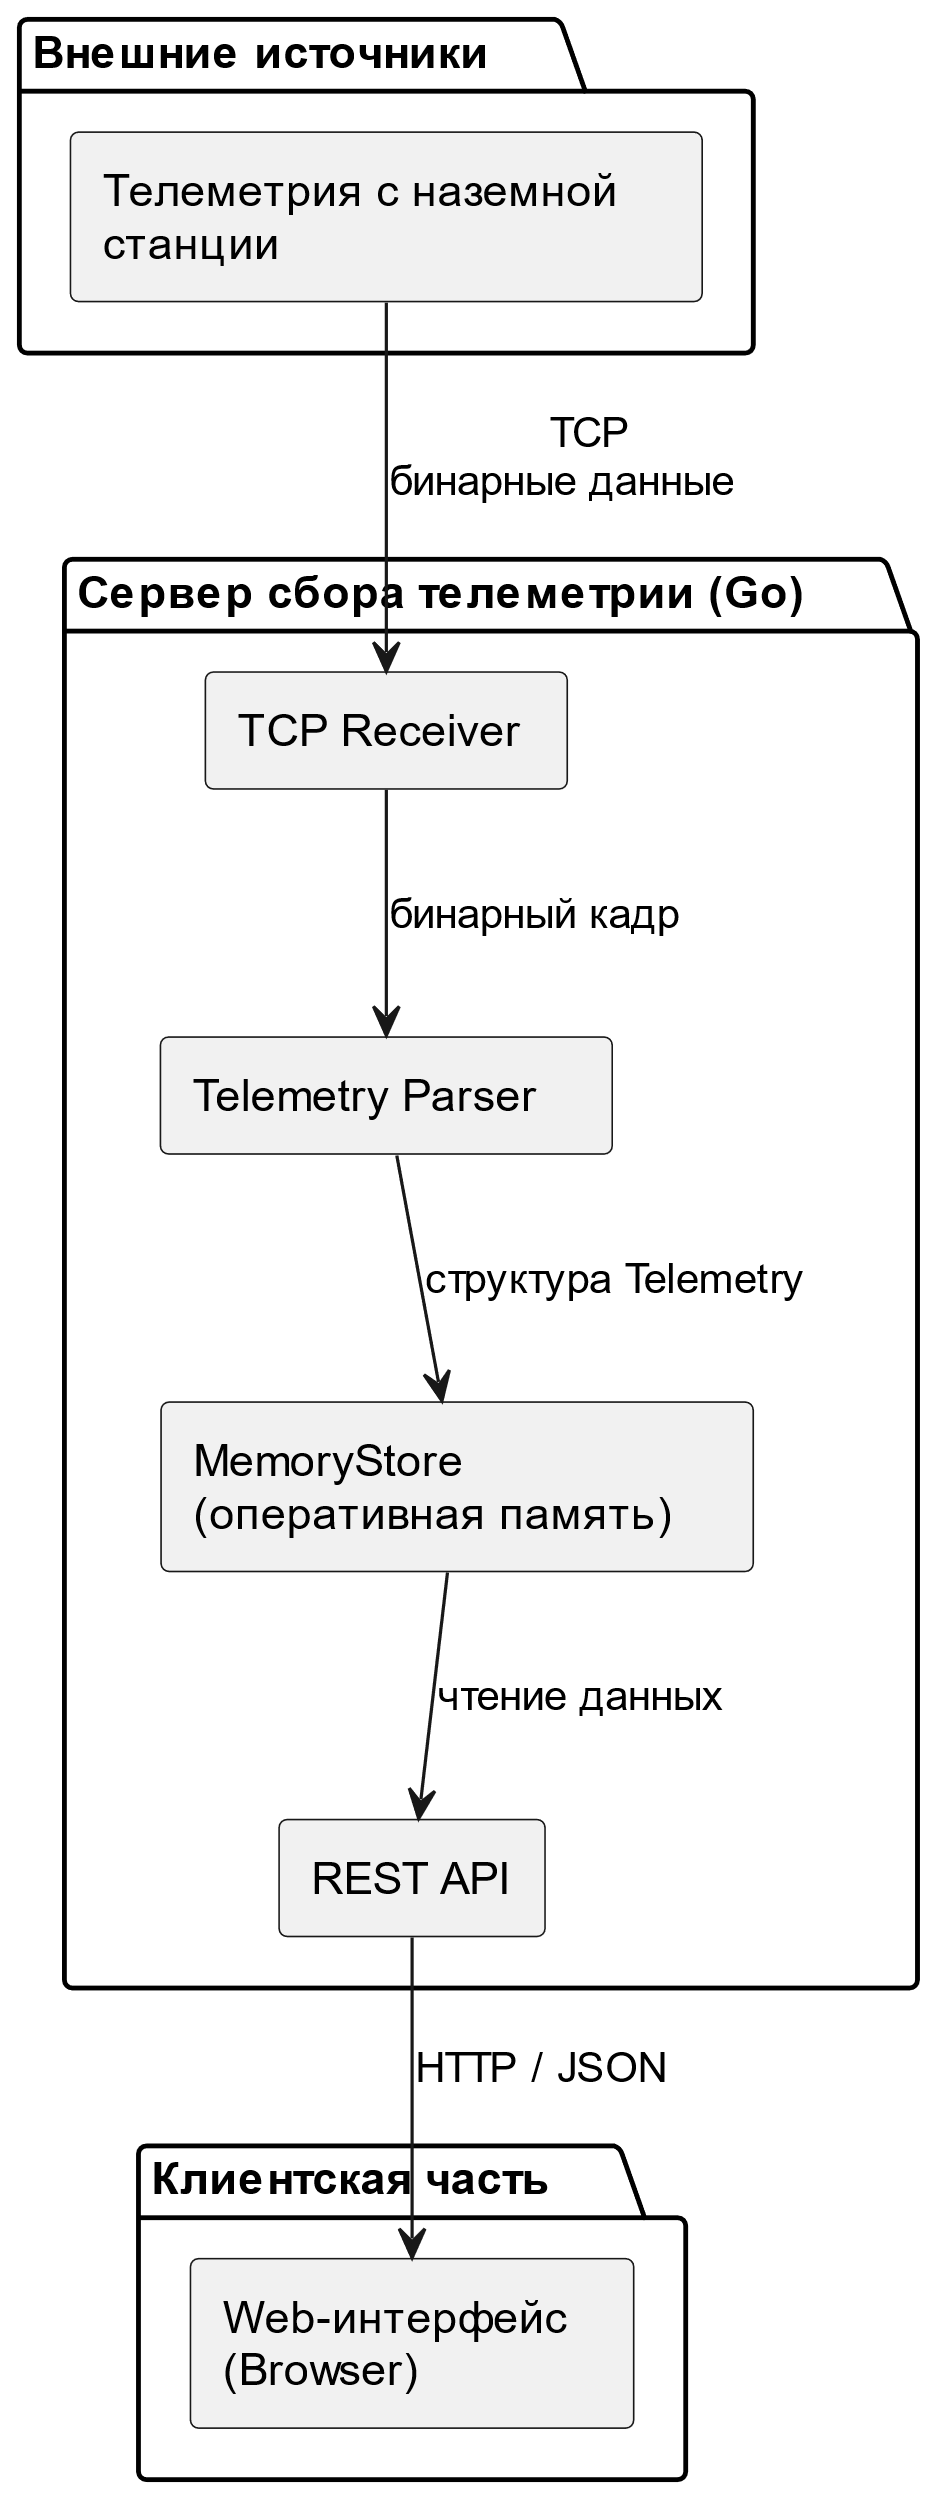 Внешние источники
Телеметрия с наземной
станции
TCP
бинарные данные
Сервер сбора телеметрии (Go)
TCP Receiver
бинарный кадр
Telemetry Parser
структура Telemetry
MemoryStore
(оперативная память)
чтение данных
REST API
HTTP / JSON
Клиентская часть
Web-интерфейс
(Browser)